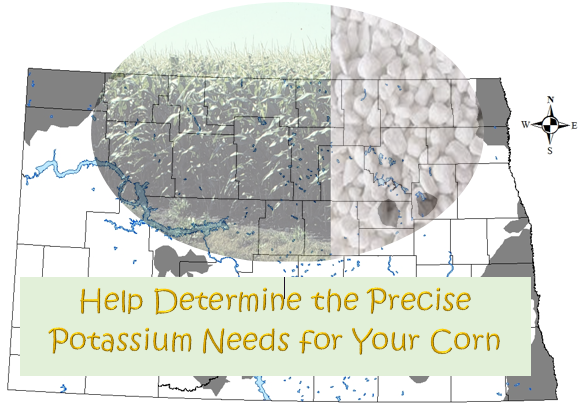 N
W E
S
Help Determine the Precise
Potassium Needs for Your Corn